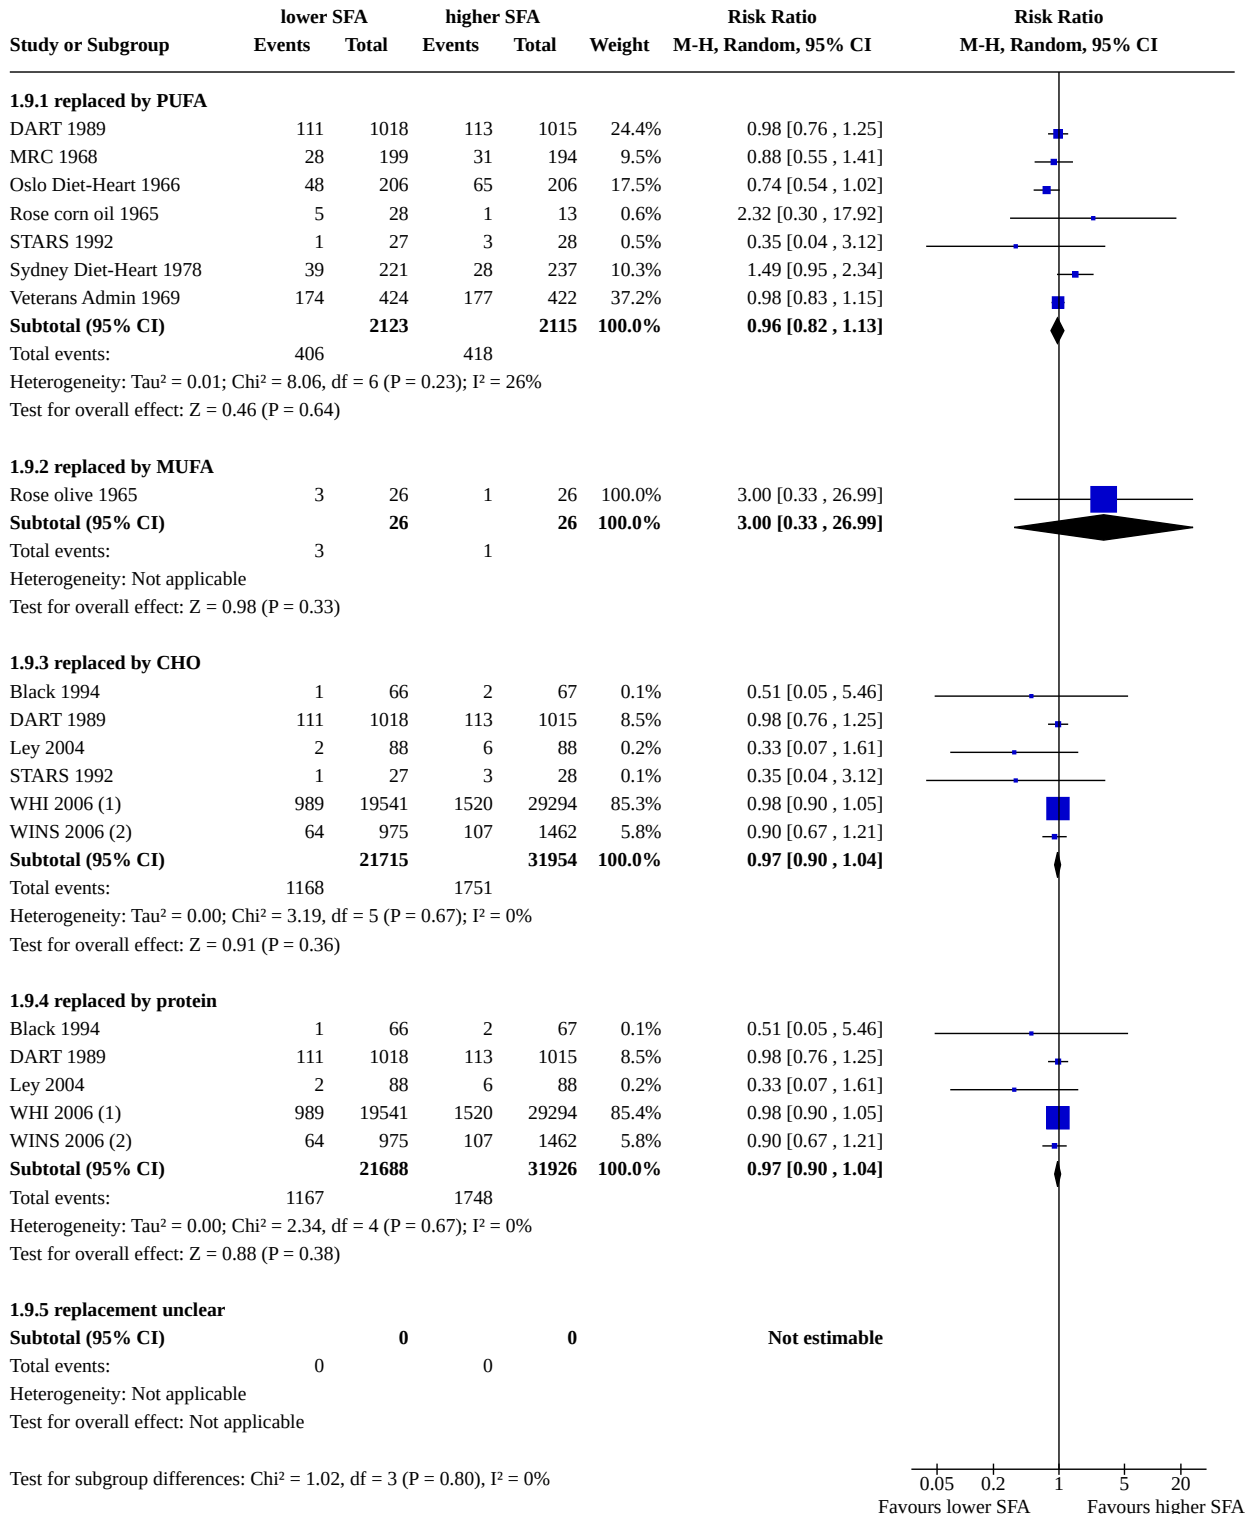 lower SFA higher SFA Risk Ratio Risk Ratio
Study or Subgroup Events Total Events Total Weight M-H, Random, 95% CI M-H, Random, 95% CI
1.9.1 replaced by PUFA
DART 1989 111 1018 113 1015 24.4% 0.98 [0.76 , 1.25]
MRC 1968 28 199 31 194 9.5% 0.88 [0.55 , 1.41]
Oslo Diet-Heart 1966 48 206 65 206 17.5% 0.74 [0.54 , 1.02]
Rose corn oil 1965 5 28 1 13 0.6% 2.32 [0.30 , 17.92]
STARS 1992 1 27 3 28 0.5% 0.35 [0.04 , 3.12]
Sydney Diet-Heart 1978 39 221 28 237 10.3% 1.49 [0.95 , 2.34]
Veterans Admin 1969 174 424 177 422 37.2% 0.98 [0.83 , 1.15]
Subtotal (95% CI) 2123 2115 100.0% 0.96 [0.82 , 1.13]
Total events: 406 418
Heterogeneity: Tau² = 0.01; Chi² = 8.06, df = 6 (P = 0.23); I² = 26%
Test for overall effect: Z = 0.46 (P = 0.64)
1.9.2 replaced by MUFA
Rose olive 1965 3 26 1 26 100.0% 3.00 [0.33 , 26.99]
Subtotal (95% CI) 26 26 100.0% 3.00 [0.33 , 26.99]
Total events: 3 1
Heterogeneity: Not applicable
Test for overall effect: Z = 0.98 (P = 0.33)
1.9.3 replaced by CHO
Black 1994 1 66 2 67 0.1% 0.51 [0.05 , 5.46]
DART 1989 111 1018 113 1015 8.5% 0.98 [0.76 , 1.25]
Ley 2004 2 88 6 88 0.2% 0.33 [0.07 , 1.61]
STARS 1992 1 27 3 28 0.1% 0.35 [0.04 , 3.12]
WHI 2006 (1) 989 19541 1520 29294 85.3% 0.98 [0.90 , 1.05]
WINS 2006 (2) 64 975 107 1462 5.8% 0.90 [0.67 , 1.21]
Subtotal (95% CI) 21715 31954 100.0% 0.97 [0.90 , 1.04]
Total events: 1168 1751
Heterogeneity: Tau² = 0.00; Chi² = 3.19, df = 5 (P = 0.67); I² = 0%
Test for overall effect: Z = 0.91 (P = 0.36)
1.9.4 replaced by protein
Black 1994 1 66 2 67 0.1% 0.51 [0.05 , 5.46]
DART 1989 111 1018 113 1015 8.5% 0.98 [0.76 , 1.25]
Ley 2004 2 88 6 88 0.2% 0.33 [0.07 , 1.61]
WHI 2006 (1) 989 19541 1520 29294 85.4% 0.98 [0.90 , 1.05]
WINS 2006 (2) 64 975 107 1462 5.8% 0.90 [0.67 , 1.21]
Subtotal (95% CI) 21688 31926 100.0% 0.97 [0.90 , 1.04]
Total events: 1167 1748
Heterogeneity: Tau² = 0.00; Chi² = 2.34, df = 4 (P = 0.67); I² = 0%
Test for overall effect: Z = 0.88 (P = 0.38)
1.9.5 replacement unclear
Subtotal (95% CI) 0 0 Not estimable
Total events: 0 0
Heterogeneity: Not applicable
Test for overall effect: Not applicable
Test for subgroup differences: Chi² = 1.02, df = 3 (P = 0.80), I² = 0%
0.05 0.2 1 5 20
Favours lower SFA Favours higher SFA